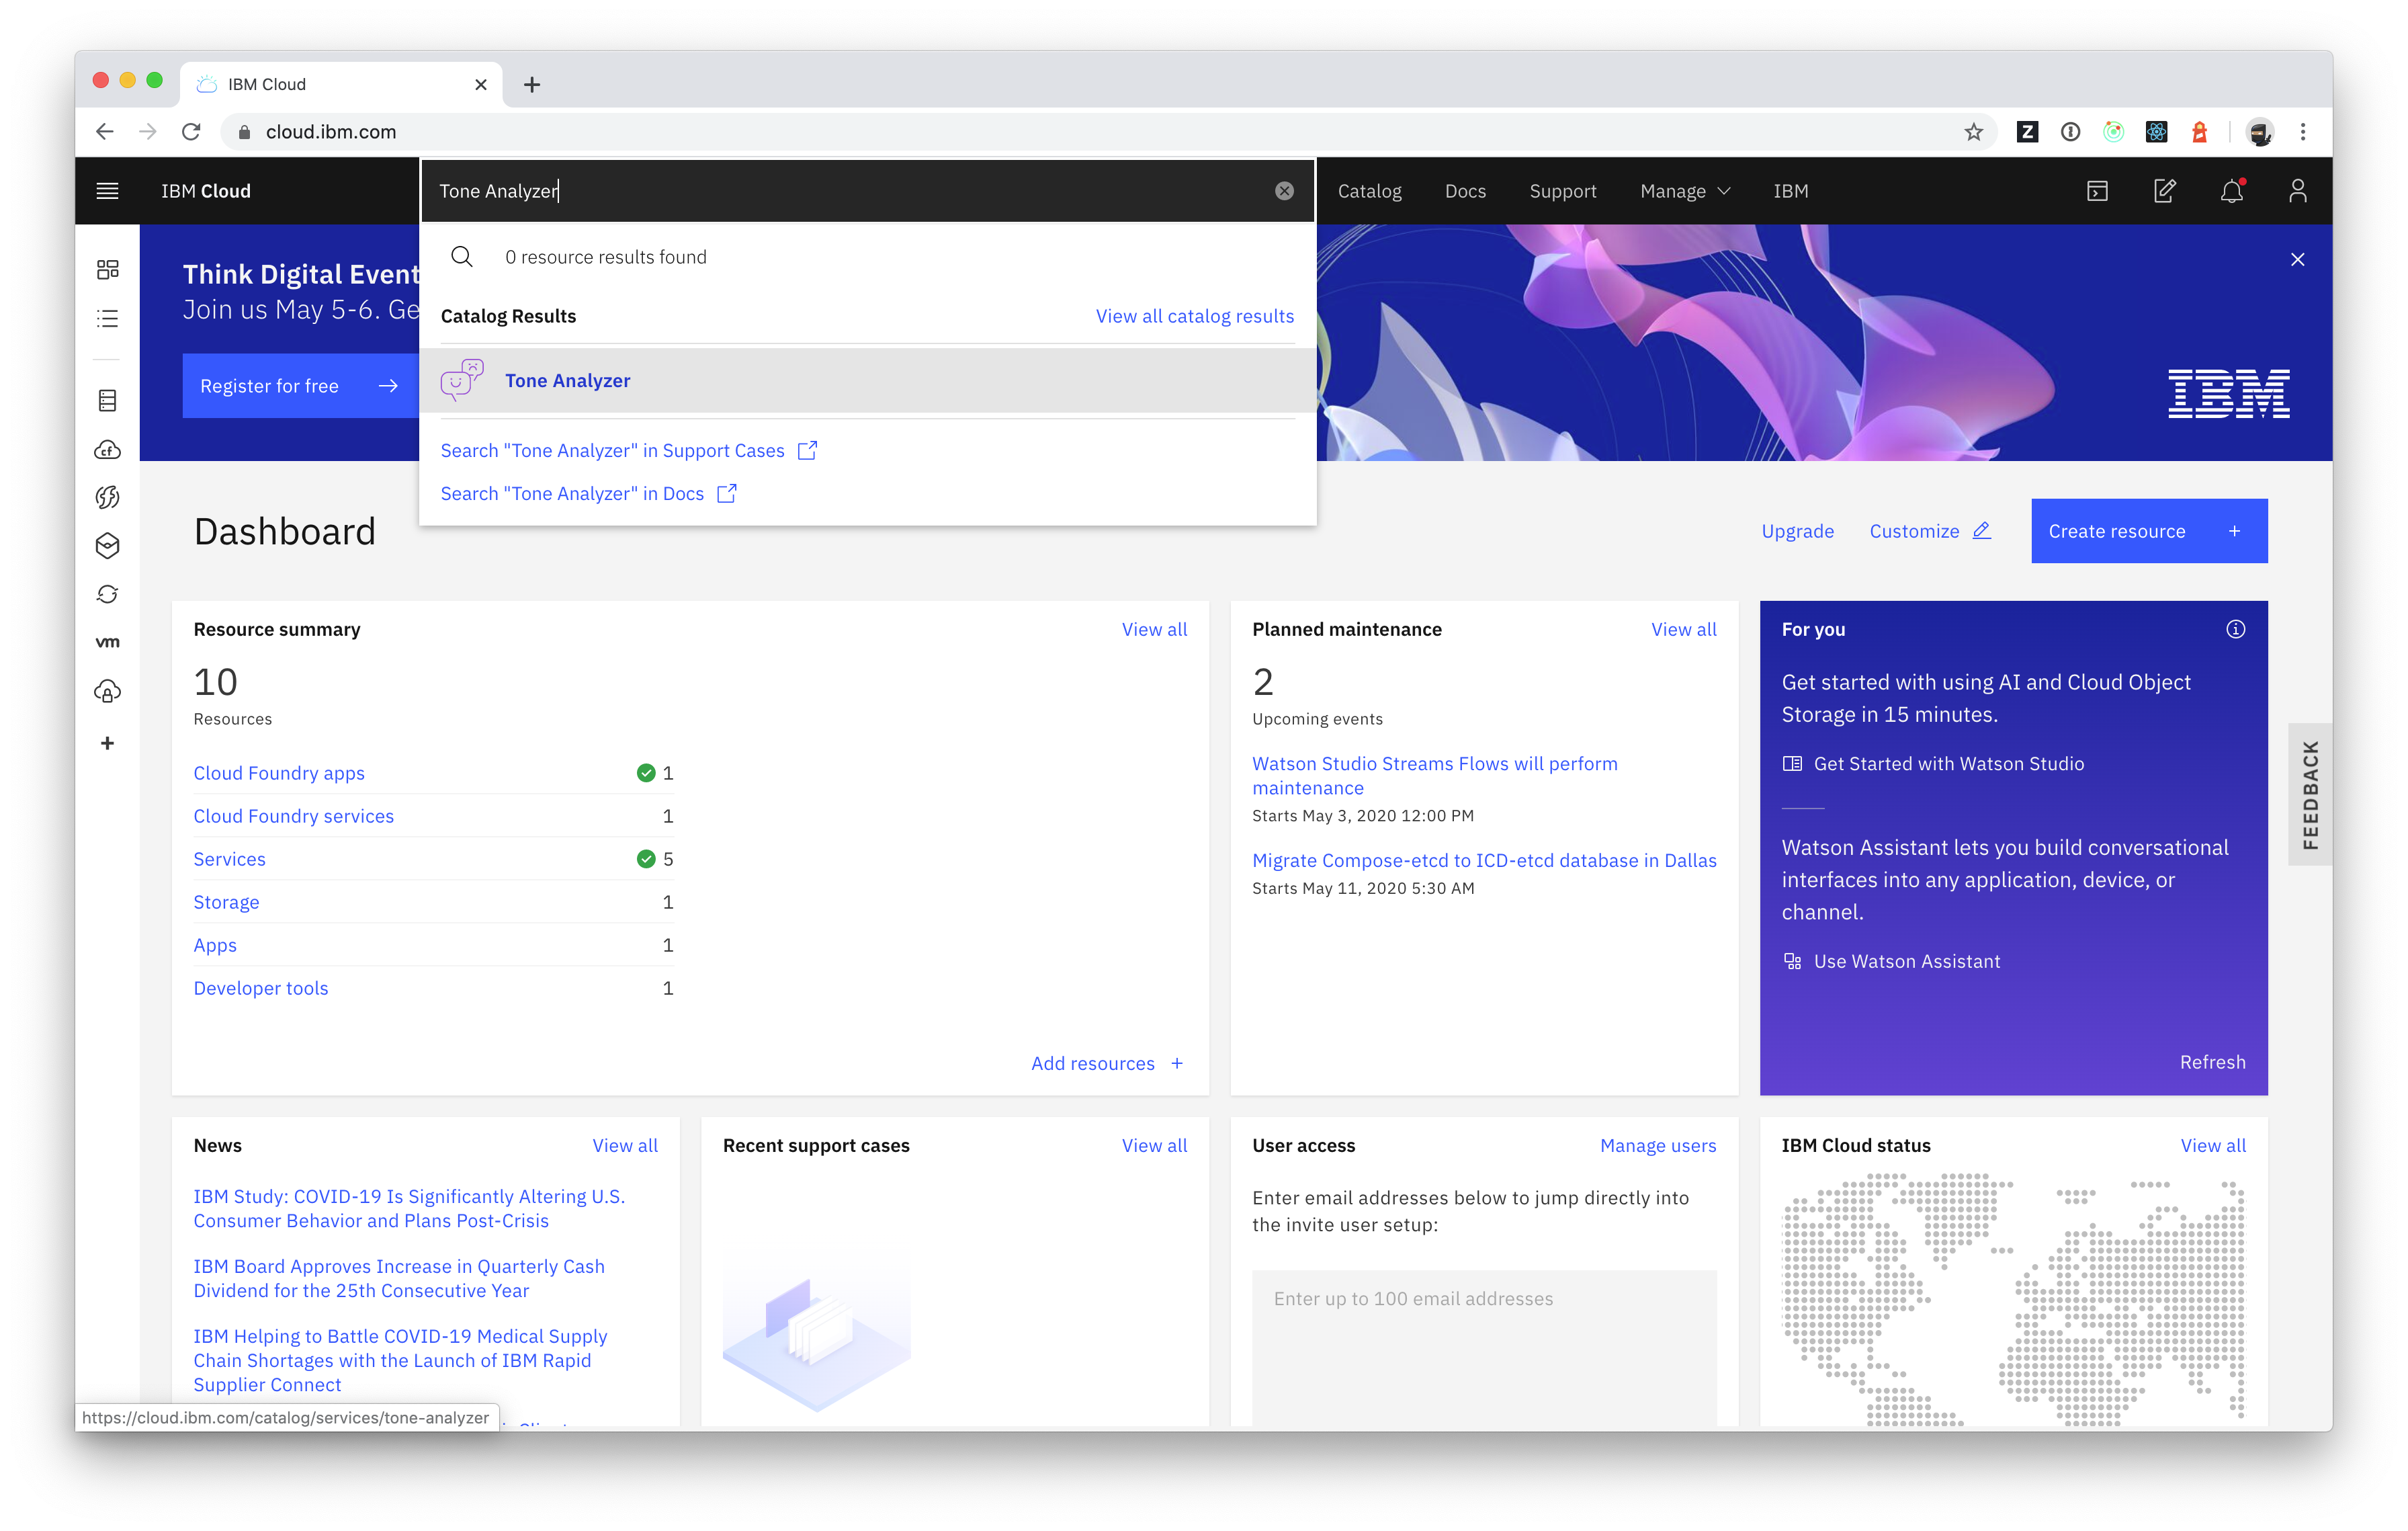 IBM Cloud
cloud.ibm.com
IBM Cloud
Tone Analyzer
Catalog
Docs
Support
Manage
IBM
Think Digital Event
Join us May 5-6. Ge
Register for free
IBM
0 resource results found
Catalog Results
View all catalog results
Tone Analyzer
Search "Tone Analyzer" in Support Cases
Search "Tone Analyzer" in Docs
cf
vm
Dashboard
Upgrade
Customize
Create resource +
Resource summary
View all
10
Resources
Cloud Foundry apps 1
Cloud Foundry services 1
Services 5
Storage 1
Apps 1
Developer tools 1
Add resources +
Planned maintenance
View all
2
Upcoming events
Watson Studio Streams Flows will perform
maintenance
Starts May 3, 2020 12:00 PM
Migrate Compose-etcd to ICD-etcd database in Dallas
Starts May 11, 2020 5:30 AM
For you
Get started with using AI and Cloud Object
Storage in 15 minutes.
Get Started with Watson Studio
Watson Assistant lets you build conversational
interfaces into any application, device, or
channel.
Use Watson Assistant
Refresh
FEEDBACK
News
View all
IBM Study: COVID-19 Is Significantly Altering U.S.
Consumer Behavior and Plans Post-Crisis
IBM Board Approves Increase in Quarterly Cash
Dividend for the 25th Consecutive Year
IBM Helping to Battle COVID-19 Medical Supply
Chain Shortages with the Launch of IBM Rapid
Supplier Connect
Recent support cases
View all
User access
Manage users
Enter email addresses below to jump directly into
the invite user setup:
Enter up to 100 email addresses
IBM Cloud status
View all
https://cloud.ibm.com/catalog/services/tone-analyzer